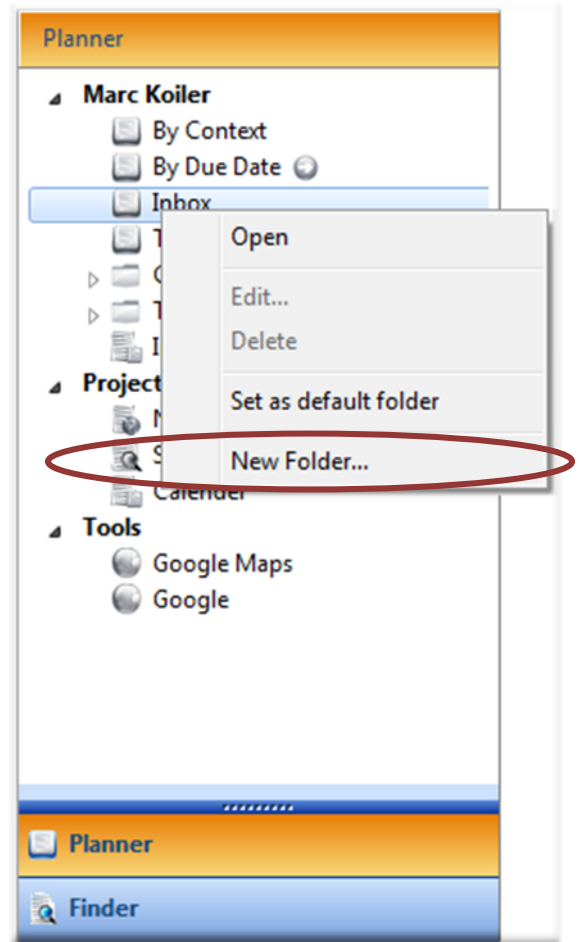 Planner
Marc Koiler
By Context
By Due Date
Inbox
Open
Edit...
Delete
Set as default folder
Project
New Folder...
Calender
Tools
Google Maps
Google
Planner
Finder